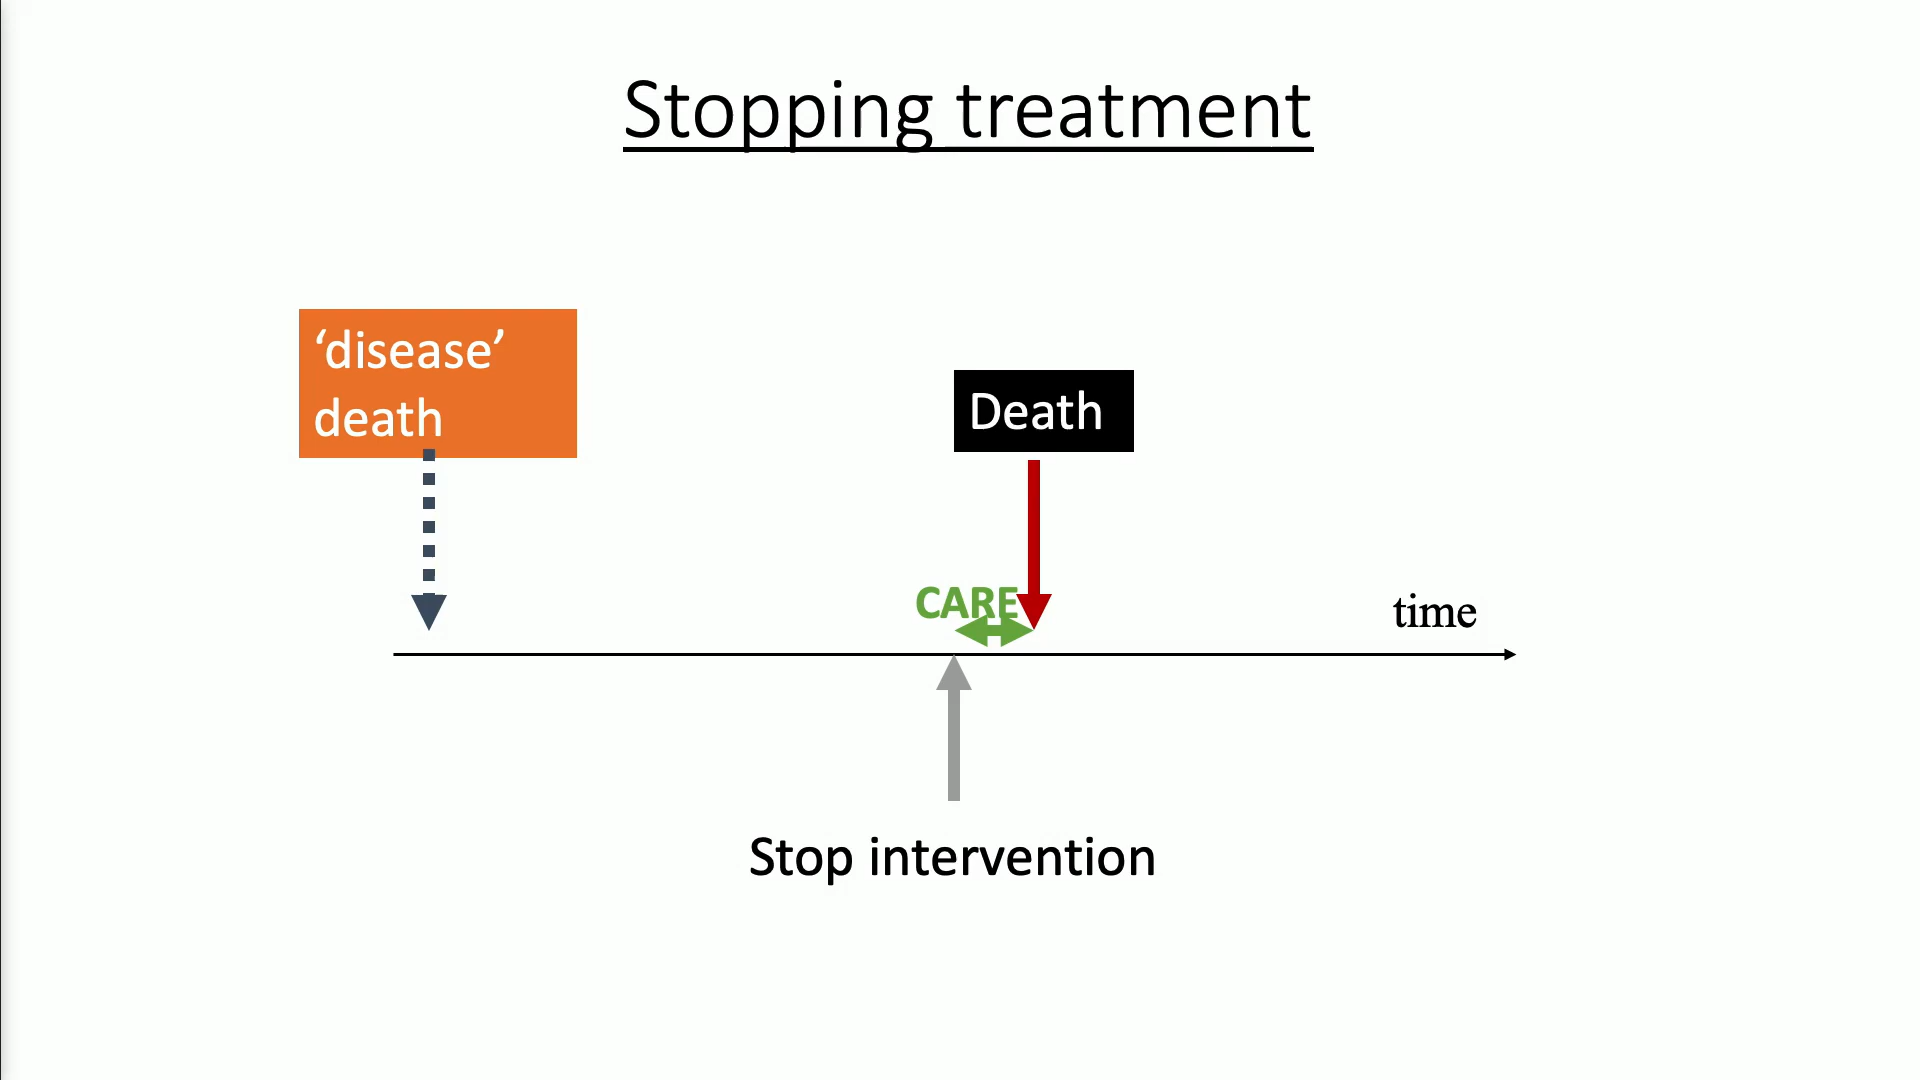 Stopping treatment
‘disease’
death
Death
CARE
time
Stop intervention